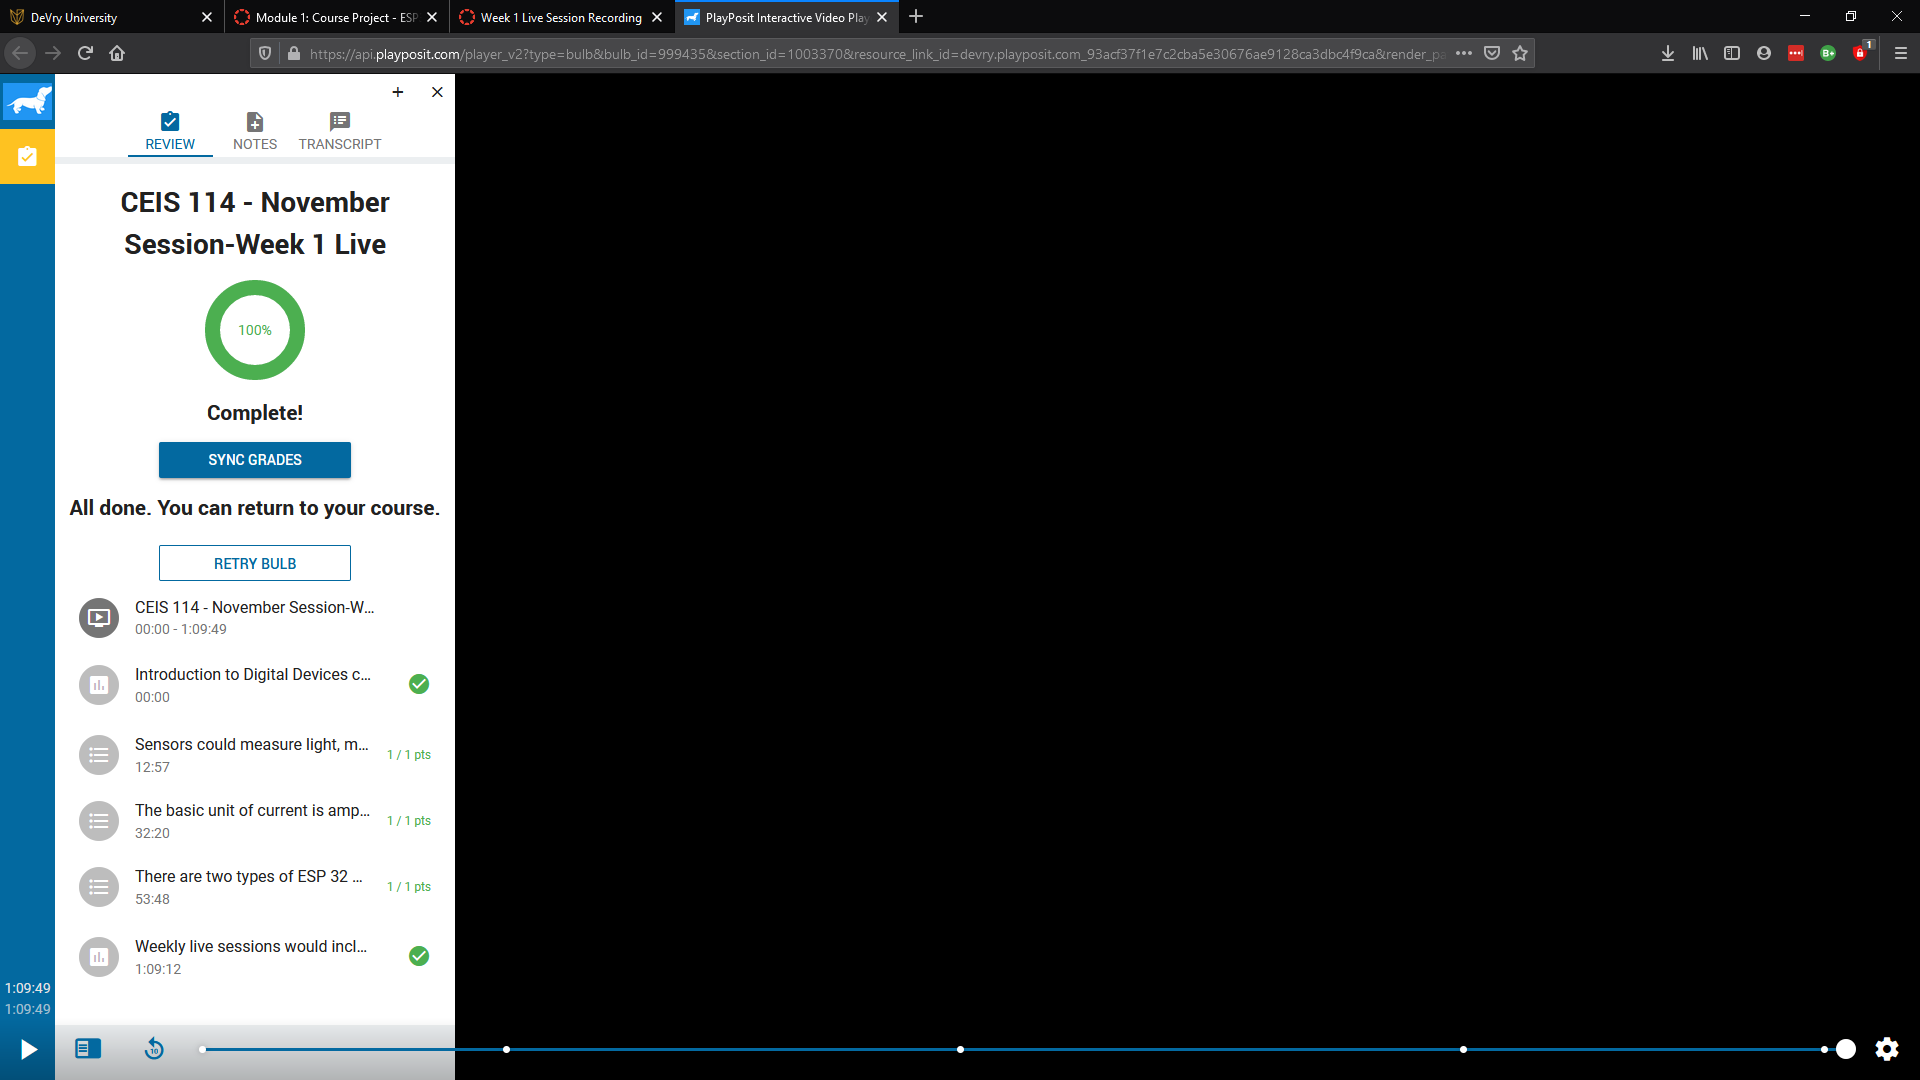 DeVry University
Module 1: Course Project - ESP
Week 1 Live Session Recording
PlayPosit Interactive Video Play
https://api.playposit.com/player_v2?type=bulb&bulb_id=999435&section_id=1003370&resource_link_id=devry.playposit.com_93acf37f1e7c2cba5e30676ae9128ca3dbc4f9ca&render_pa
B+
1
REVIEW
NOTES
TRANSCRIPT
CEIS 114 - November
Session-Week 1 Live
100%
Complete!
SYNC GRADES
All done. You can return to your course.
RETRY BULB
CEIS 114 - November Session-W...
00:00 - 1:09:49
Introduction to Digital Devices c...
00:00
Sensors could measure light, m...
1 / 1 pts
12:57
The basic unit of current is amp...
1 / 1 pts
32:20
There are two types of ESP 32 ...
1 / 1 pts
53:48
Weekly live sessions would incl...
1:09:12
1:09:49
1:09:49
10